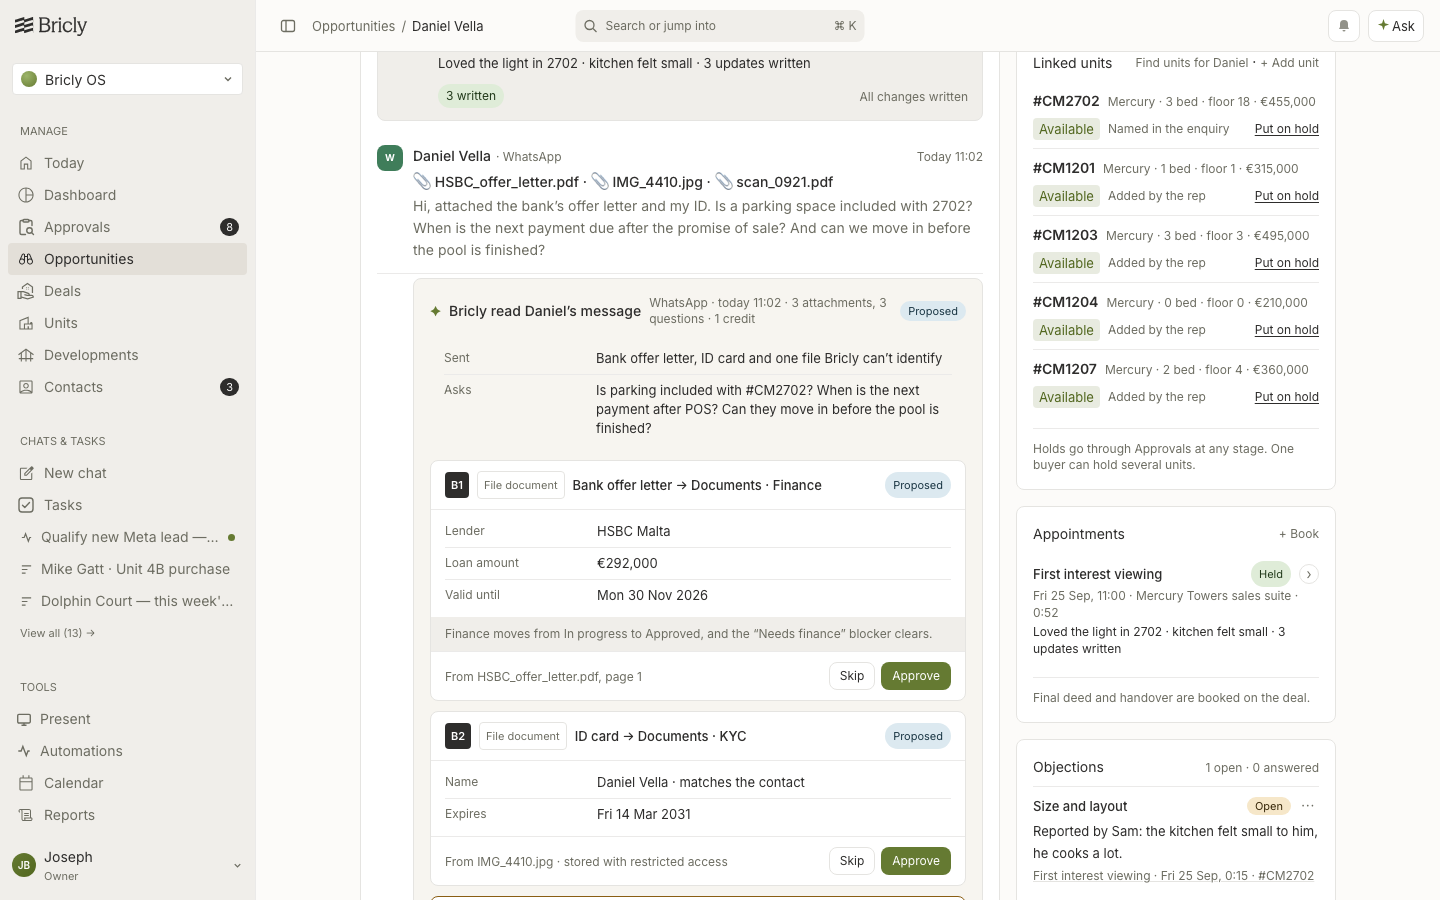 Bricly
Bricly OS
MANAGE
Today
Dashboard
Approvals 8
Opportunities
Deals
Units
Developments
Contacts 3
CHATS & TASKS
New chat
Tasks
Qualify new Meta lead —...
Mike Gatt · Unit 4B purchase
Dolphin Court — this week'...
View all (13) →
TOOLS
Present
Automations
Calendar
Reports
JB Joseph
Owner
Opportunities / Daniel Vella
Search or jump into ⌘ K
Ask
Loved the light in 2702 · kitchen felt small · 3 updates written
3 written All changes written
W Daniel Vella · WhatsApp Today 11:02
HSBC_offer_letter.pdf · IMG_4410.jpg · scan_0921.pdf
Hi, attached the bank's offer letter and my ID. Is a parking space included with 2702?
When is the next payment due after the promise of sale? And can we move in before
the pool is finished?
Bricly read Daniel's message WhatsApp · today 11:02 · 3 attachments, 3
questions · 1 credit
Proposed
Sent Bank offer letter, ID card and one file Bricly can't identify
Asks Is parking included with #CM2702? When is the next
payment after POS? Can they move in before the pool is
finished?
B1 File document Bank offer letter → Documents · Finance Proposed
Lender HSBC Malta
Loan amount €292,000
Valid until Mon 30 Nov 2026
Finance moves from In progress to Approved, and the "Needs finance" blocker clears.
From HSBC_offer_letter.pdf, page 1 Skip Approve
B2 File document ID card → Documents · KYC Proposed
Name Daniel Vella · matches the contact
Expires Fri 14 Mar 2031
From IMG_4410.jpg · stored with restricted access Skip Approve
Linked units Find units for Daniel · + Add unit
#CM2702 Mercury · 3 bed · floor 18 · €455,000
Available Named in the enquiry Put on hold
#CM1201 Mercury · 1 bed · floor 1 · €315,000
Available Added by the rep Put on hold
#CM1203 Mercury · 3 bed · floor 3 · €495,000
Available Added by the rep Put on hold
#CM1204 Mercury · 0 bed · floor 0 · €210,000
Available Added by the rep Put on hold
#CM1207 Mercury · 2 bed · floor 4 · €360,000
Available Added by the rep Put on hold
Holds go through Approvals at any stage. One
buyer can hold several units.
Appointments + Book
First interest viewing Held
Fri 25 Sep, 11:00 · Mercury Towers sales suite ·
0:52
Loved the light in 2702 · kitchen felt small · 3
updates written
Final deed and handover are booked on the deal.
Objections 1 open · 0 answered
Size and layout Open ...
Reported by Sam: the kitchen felt small to him,
he cooks a lot.
First interest viewing · Fri 25 Sep, 0:15 · #CM2702